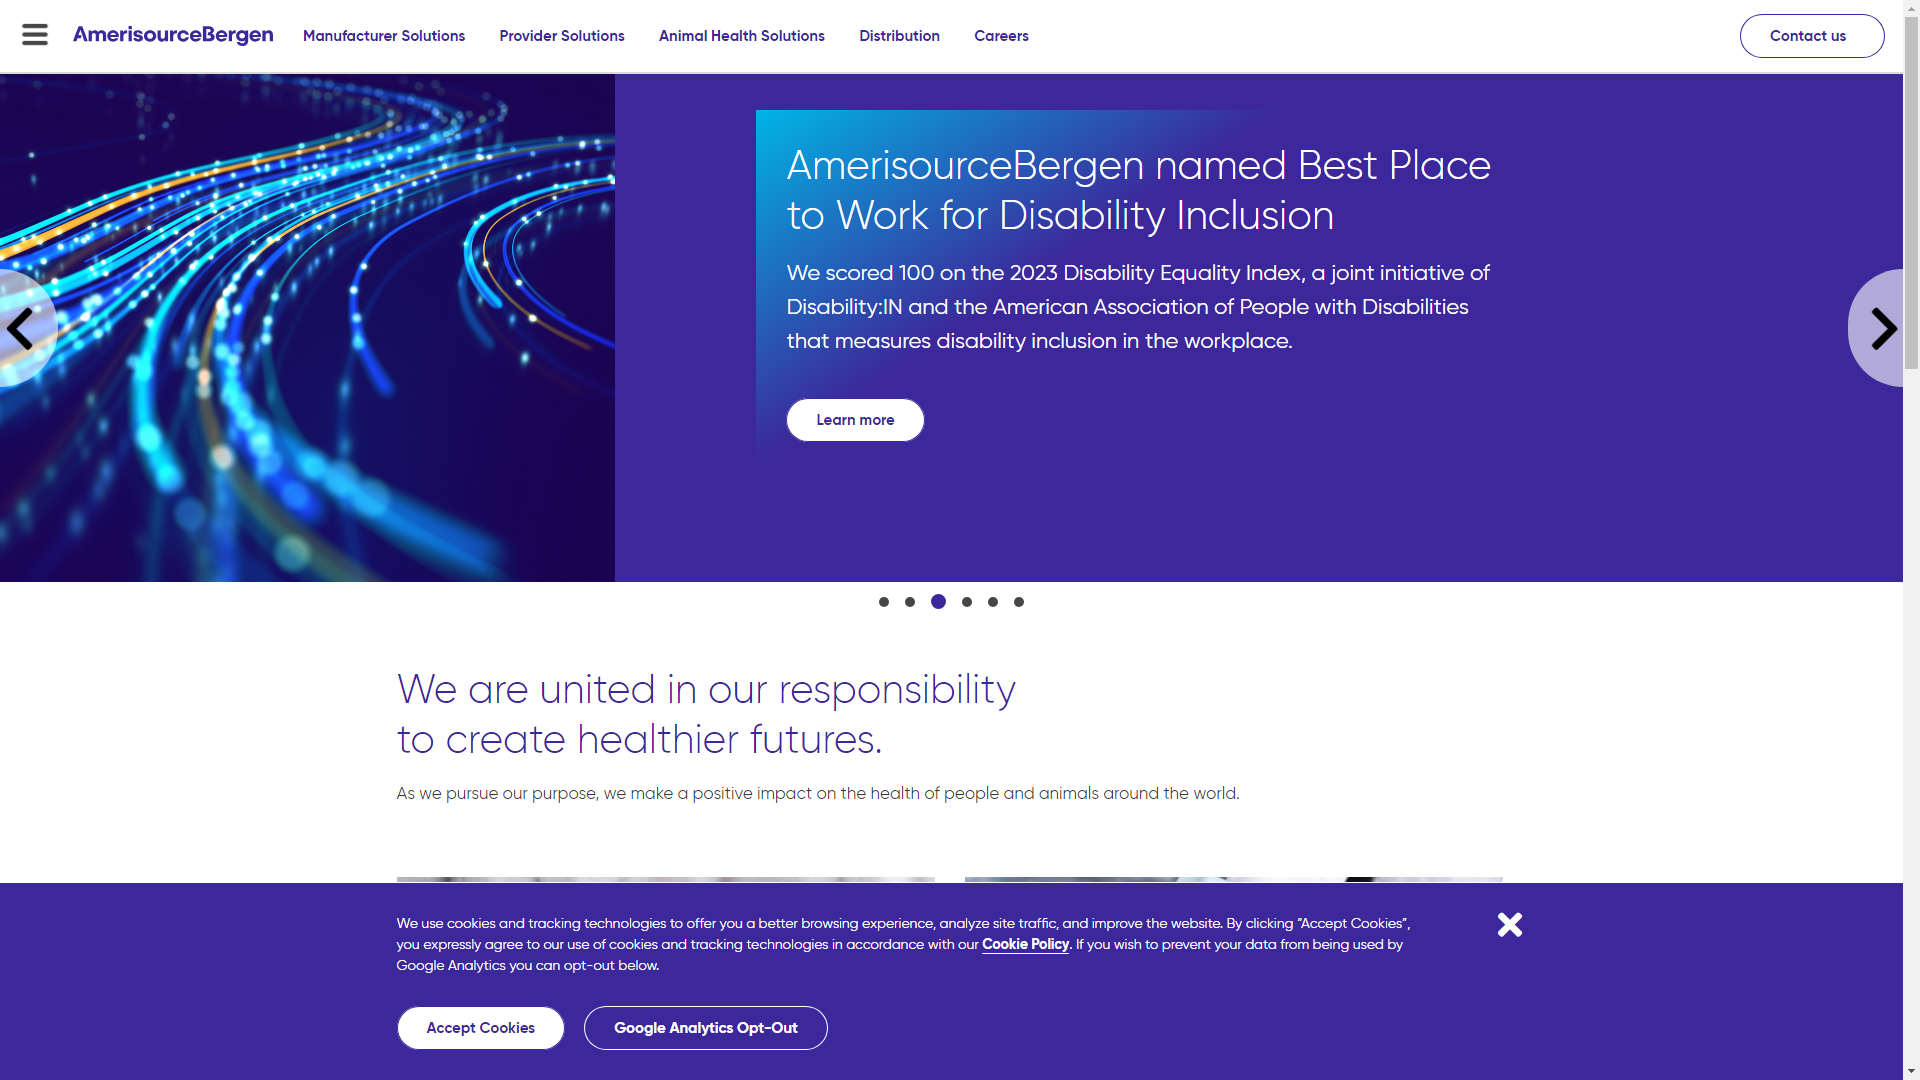 AmerisourceBergen
Manufacturer Solutions
Provider Solutions
Animal Health Solutions
Distribution
Careers
Contact us
AmerisourceBergen named Best Place
to Work for Disability Inclusion
We scored 100 on the 2023 Disability Equality Index, a joint initiative of
Disability:IN and the American Association of People with Disabilities
that measures disability inclusion in the workplace.
Learn more
We are united in our responsibility
to create healthier futures.
As we pursue our purpose, we make a positive impact on the health of people and animals around the world.
We use cookies and tracking technologies to offer you a better browsing experience, analyze site traffic, and improve the website. By clicking “Accept Cookies”,
you expressly agree to our use of cookies and tracking technologies in accordance with our Cookie Policy. If you wish to prevent your data from being used by
Google Analytics you can opt-out below.
Accept Cookies
Google Analytics Opt-Out